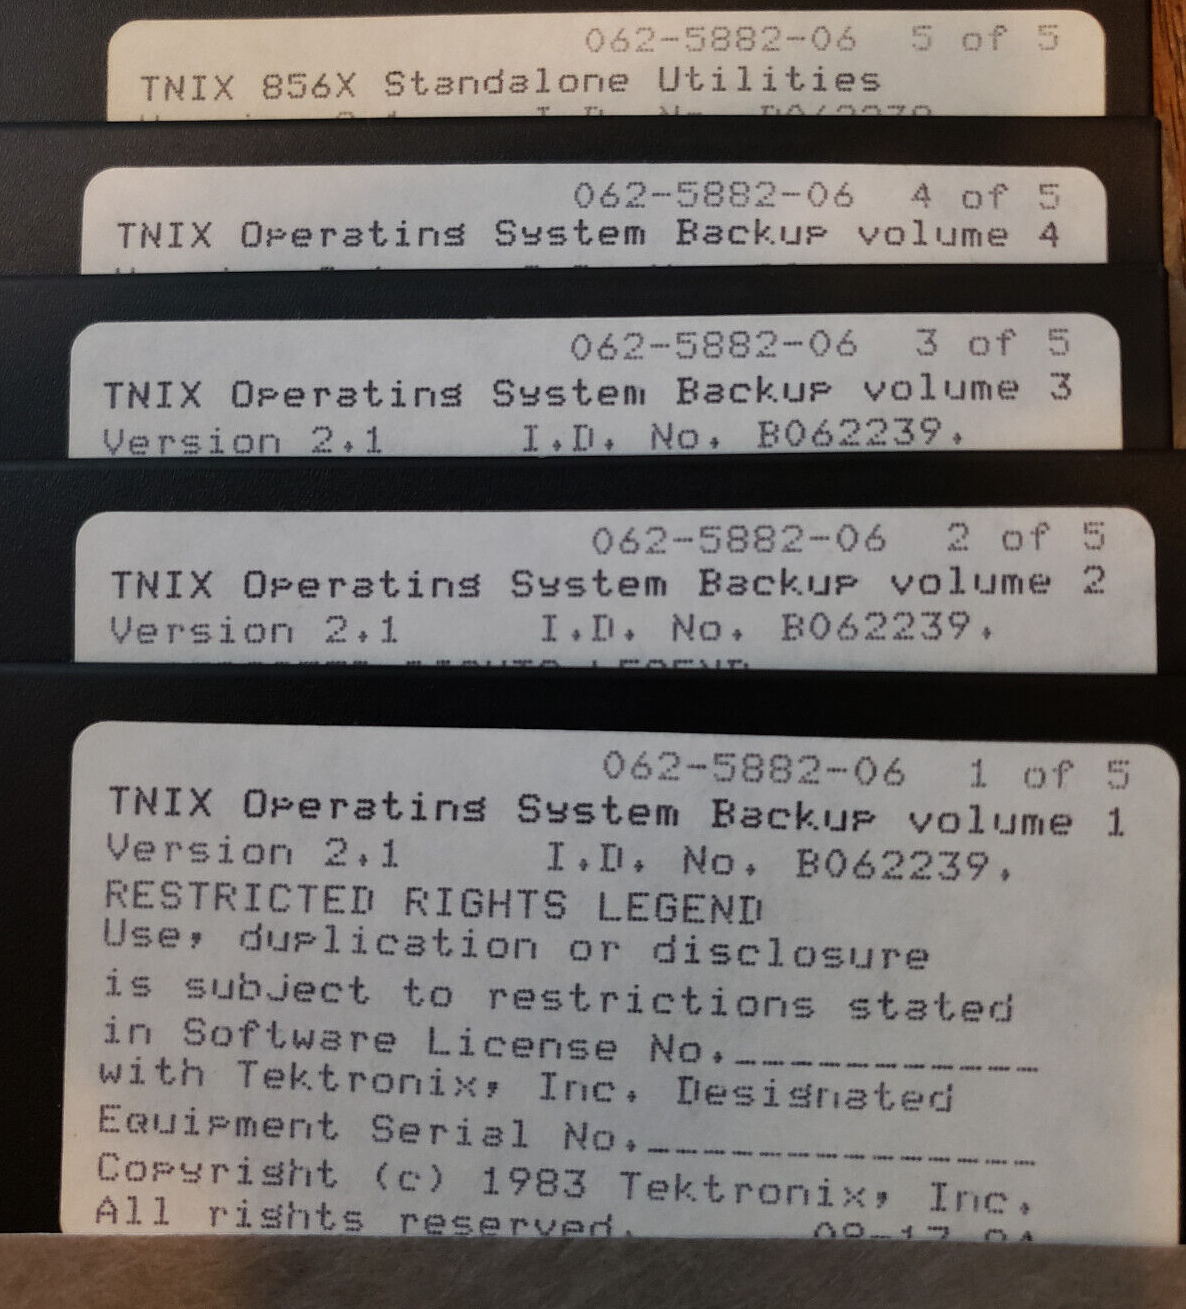 062-5882-06 5 of 5
TNIX 856X Standalone Utilities
062-5882-06 4 of 5
TNIX Operating System Backup volume 4
062-5882-06 3 of 5
TNIX Operating System Backup volume 3
Version 2.1 I.D. No. B062239.
062-5882-06 2 of 5
TNIX Operating System Backup volume 2
Version 2.1 I.D. No. B062239.
062-5882-06 1 of 5
TNIX Operating System Backup volume 1
Version 2.1 I.D. No. B062239.
RESTRICTED RIGHTS LEGEND
Use, duplication or disclosure
is subject to restrictions stated
in Software License No.___________
with Tektronix, Inc. Designated
Equipment Serial No.______________
Copyright (c) 1983 Tektronix, Inc.
All rights reserved.